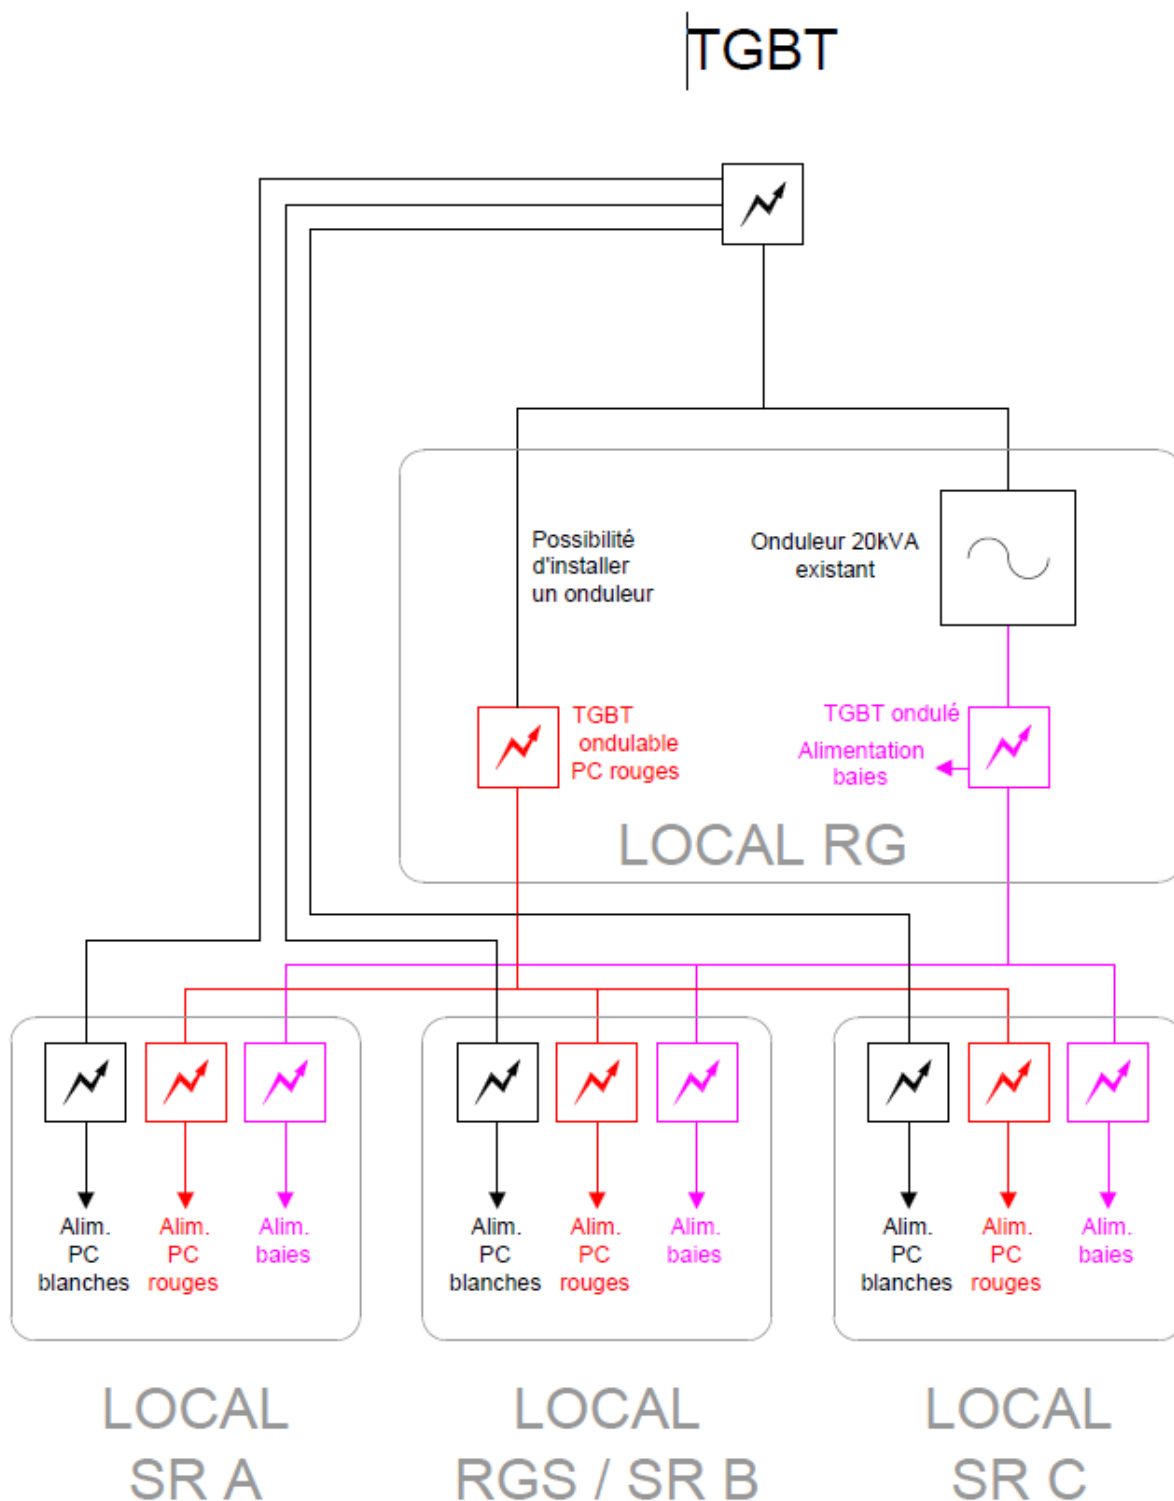 TGBT
Possibilité
d'installer
un onduleur
Onduleur 20kVA
existant
TGBT
ondulable
PC rouges
TGBT ondulé
Alimentation
baies
LOCAL RG
Alim.
PC
blanches
Alim.
PC
rouges
Alim.
baies
Alim.
PC
blanches
Alim.
PC
rouges
Alim.
baies
Alim.
PC
blanches
Alim.
PC
rouges
Alim.
baies
LOCAL
SR A
LOCAL
RGS / SR B
LOCAL
SR C